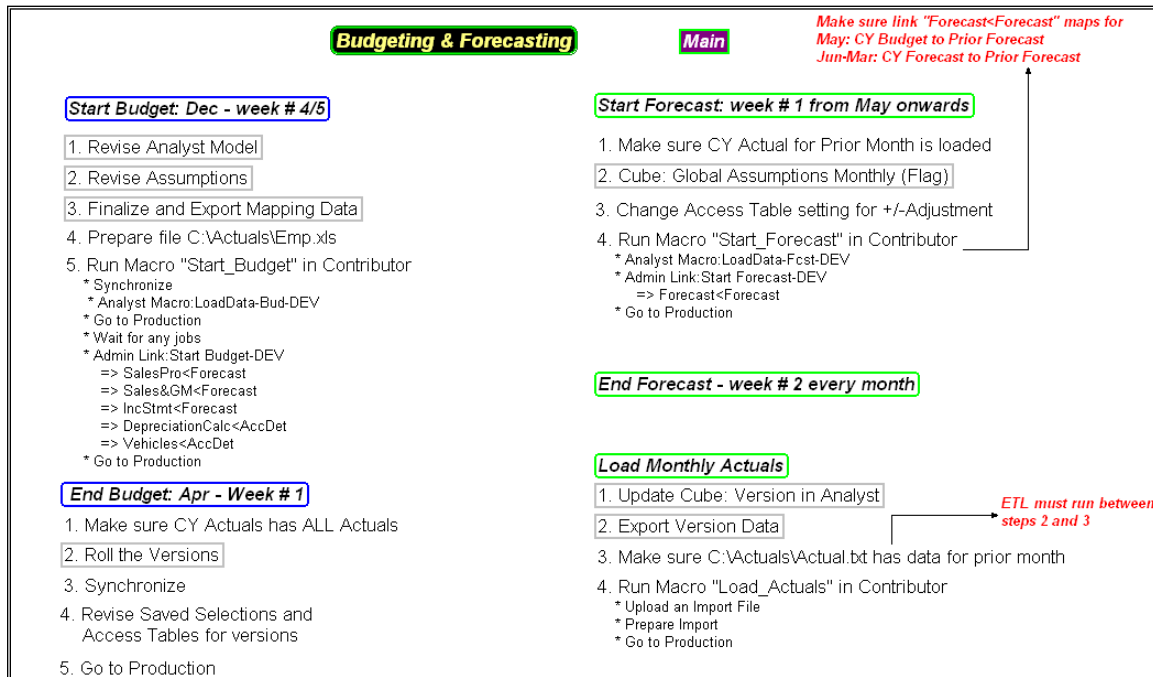 Budgeting & Forecasting
Main
Make sure link "Forecast<Forecast" maps for
May: CY Budget to Prior Forecast
Jun-Mar: CY Forecast to Prior Forecast
Start Budget: Dec - week # 4/5
1. Revise Analyst Model
2. Revise Assumptions
3. Finalize and Export Mapping Data
4. Prepare file C:\Actuals\Emp.xls
5. Run Macro "Start_Budget" in Contributor
* Synchronize
* Analyst Macro:LoadData-Bud-DEV
* Go to Production
* Wait for any jobs
* Admin Link:Start Budget-DEV
=> SalesPro<Forecast
=> Sales&GM<Forecast
=> IncStmt<Forecast
=> DepreciationCalc<AccDet
=> Vehicles<AccDet
* Go to Production
End Budget: Apr - Week # 1
1. Make sure CY Actuals has ALL Actuals
2. Roll the Versions
3. Synchronize
4. Revise Saved Selections and
Access Tables for versions
5. Go to Production
Start Forecast: week # 1 from May onwards
1. Make sure CY Actual for Prior Month is loaded
2. Cube: Global Assumptions Monthly (Flag)
3. Change Access Table setting for +/-Adjustment
4. Run Macro "Start_Forecast" in Contributor
* Analyst Macro:LoadData-Fcst-DEV
* Admin Link:Start Forecast-DEV
=> Forecast<Forecast
* Go to Production
End Forecast - week # 2 every month
Load Monthly Actuals
1. Update Cube: Version in Analyst
2. Export Version Data
3. Make sure C:\Actuals\Actual.txt has data for prior month
4. Run Macro "Load_Actuals" in Contributor
* Upload an Import File
* Prepare Import
* Go to Production
ETL must run between
steps 2 and 3